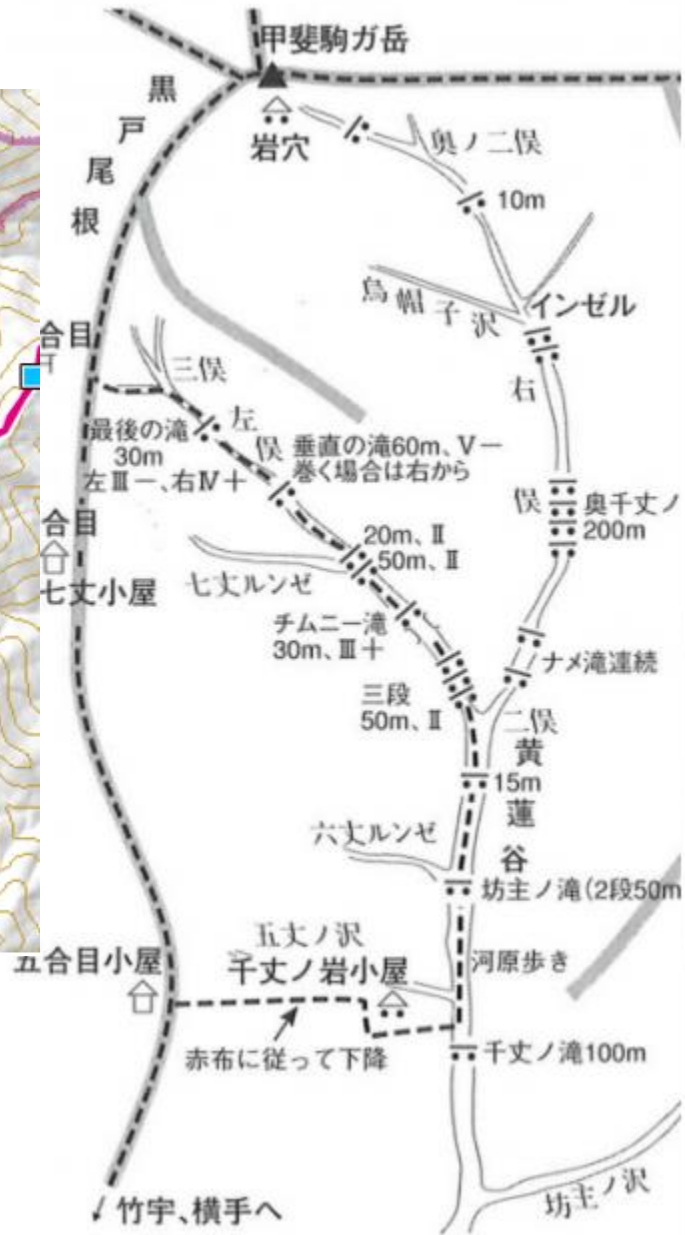 甲斐駒ガ岳
黒戸尾根
岩穴
奥ノ二俣
10m
烏帽子沢
インゼル
合目
三俣
右
左
最後の滝
30m
左Ⅲ－、右Ⅳ＋
俣
垂直の滝60m、Ⅴ－
巻く場合は右から
俣
奥千丈ノ
200m
合目
20m、Ⅱ
50m、Ⅱ
七丈小屋
七丈ルンゼ
チムニー滝
30m、Ⅲ＋
ナメ滝連続
三段
50m、Ⅱ
二俣
黄蓮谷
15m
六丈ルンゼ
坊主ノ滝(2段50m
五丈ノ沢
五合目小屋
千丈ノ岩小屋
河原歩き
赤布に従って下降
千丈ノ滝100m
坊主ノ沢
竹宇、横手へ